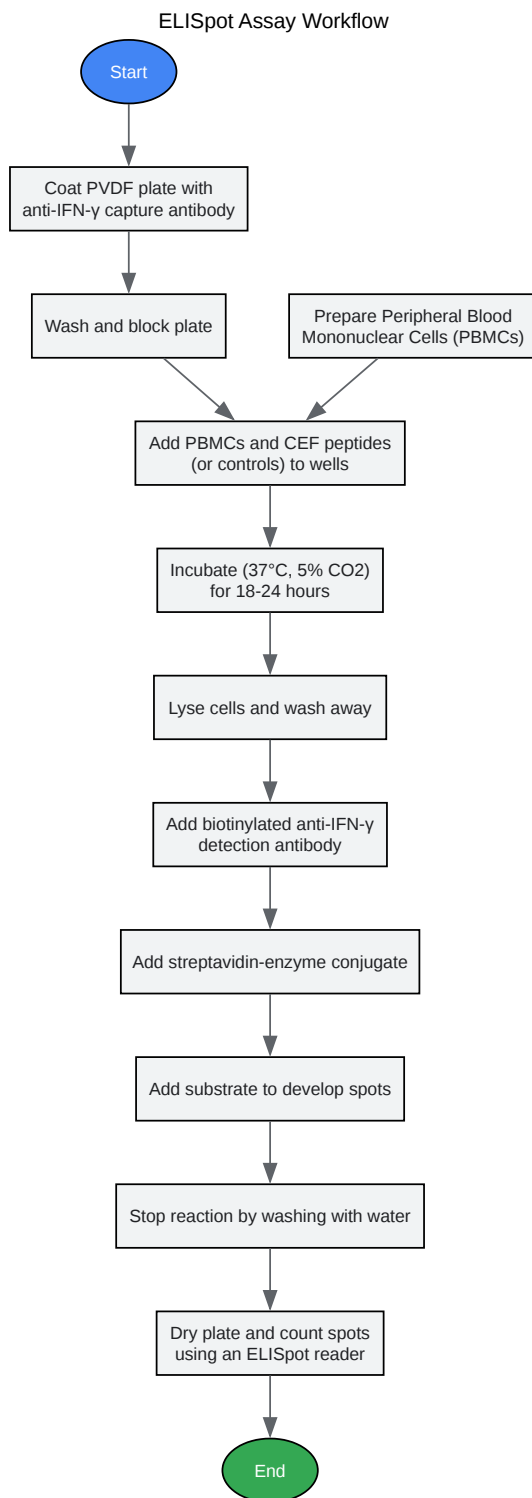 ELISpot Assay Workflow
Start
Coat PVDF plate with
anti-IFN-γ capture antibody
Wash and block plate
Prepare Peripheral Blood
Mononuclear Cells (PBMCs)
Add PBMCs and CEF peptides
(or controls) to wells
Incubate (37°C, 5% CO2)
for 18-24 hours
Lyse cells and wash away
Add biotinylated anti-IFN-γ
detection antibody
Add streptavidin-enzyme conjugate
Add substrate to develop spots
Stop reaction by washing with water
Dry plate and count spots
using an ELISpot reader
End